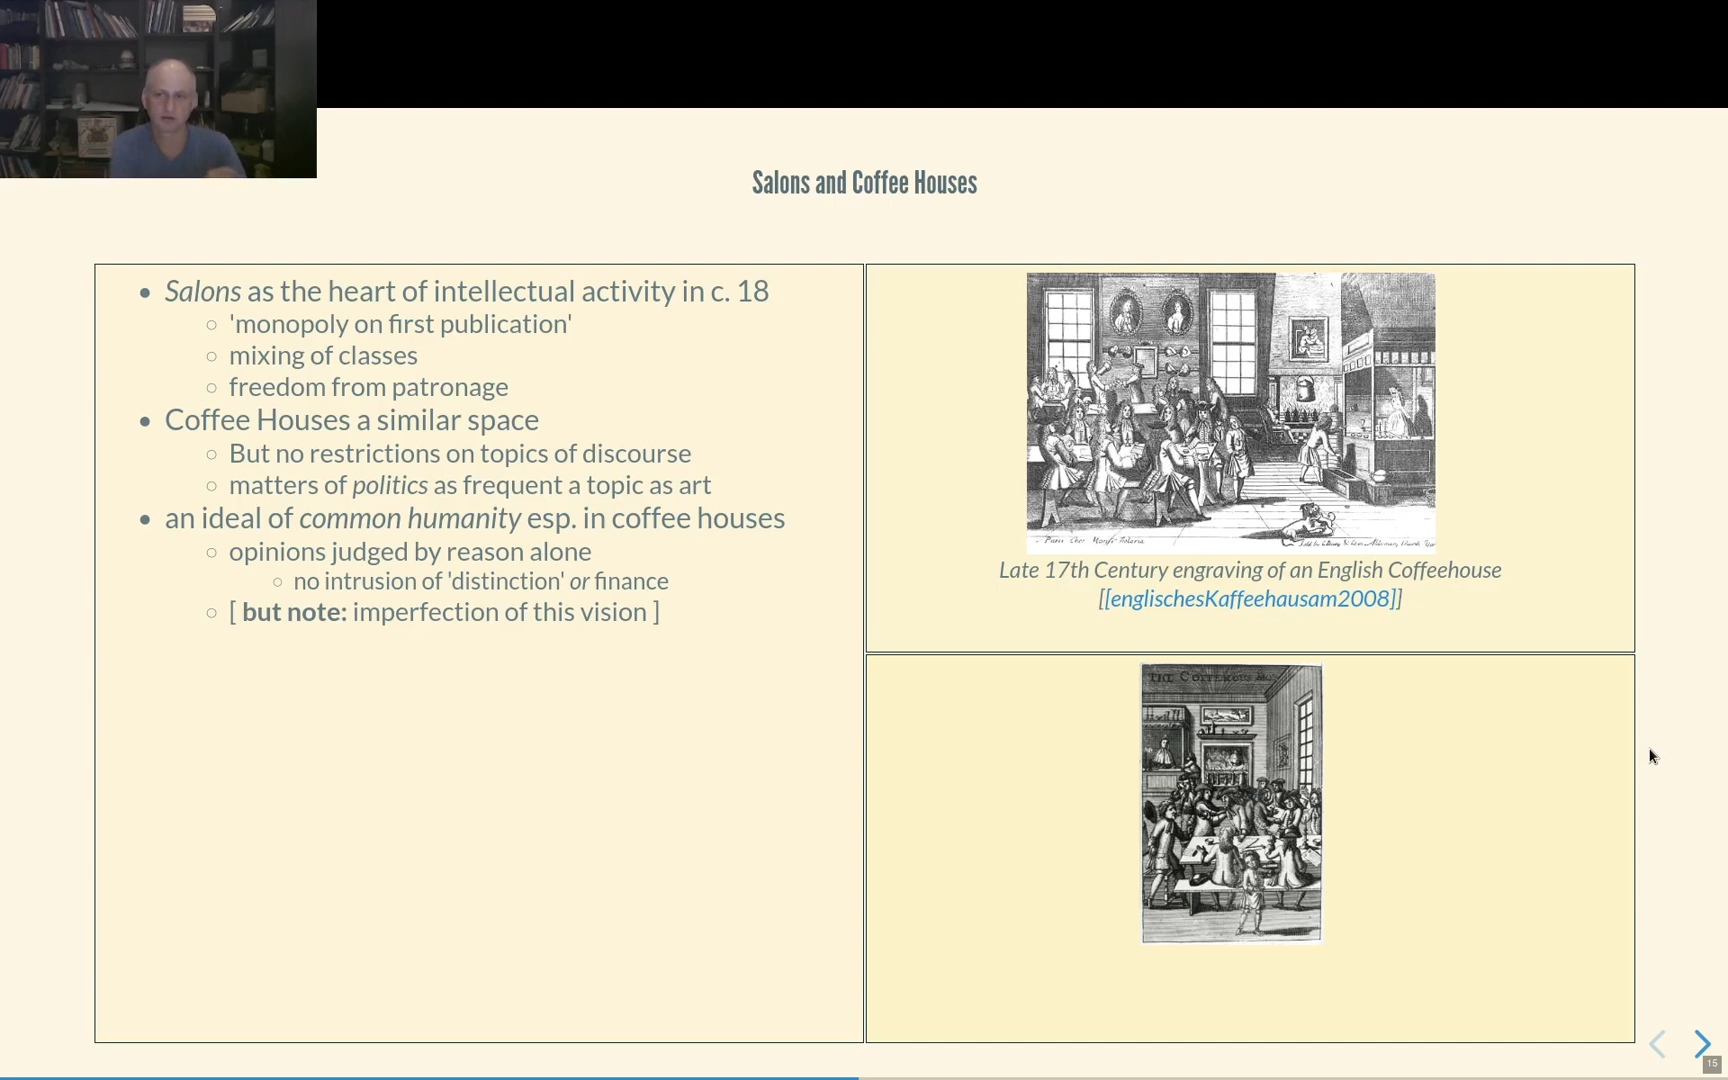 Salons and Coffee Houses
Salons as the heart of intellectual activity in c. 18
'monopoly on first publication'
mixing of classes
freedom from patronage
Coffee Houses a similar space
But no restrictions on topics of discourse
matters of politics as frequent a topic as art
an ideal of common humanity esp. in coffee houses
opinions judged by reason alone
no intrusion of 'distinction' or finance
[ but note: imperfection of this vision ]
Late 17th Century engraving of an English Coffeehouse
[[englischesKaffeehausam2008]]
THE COFFEHOUS
15